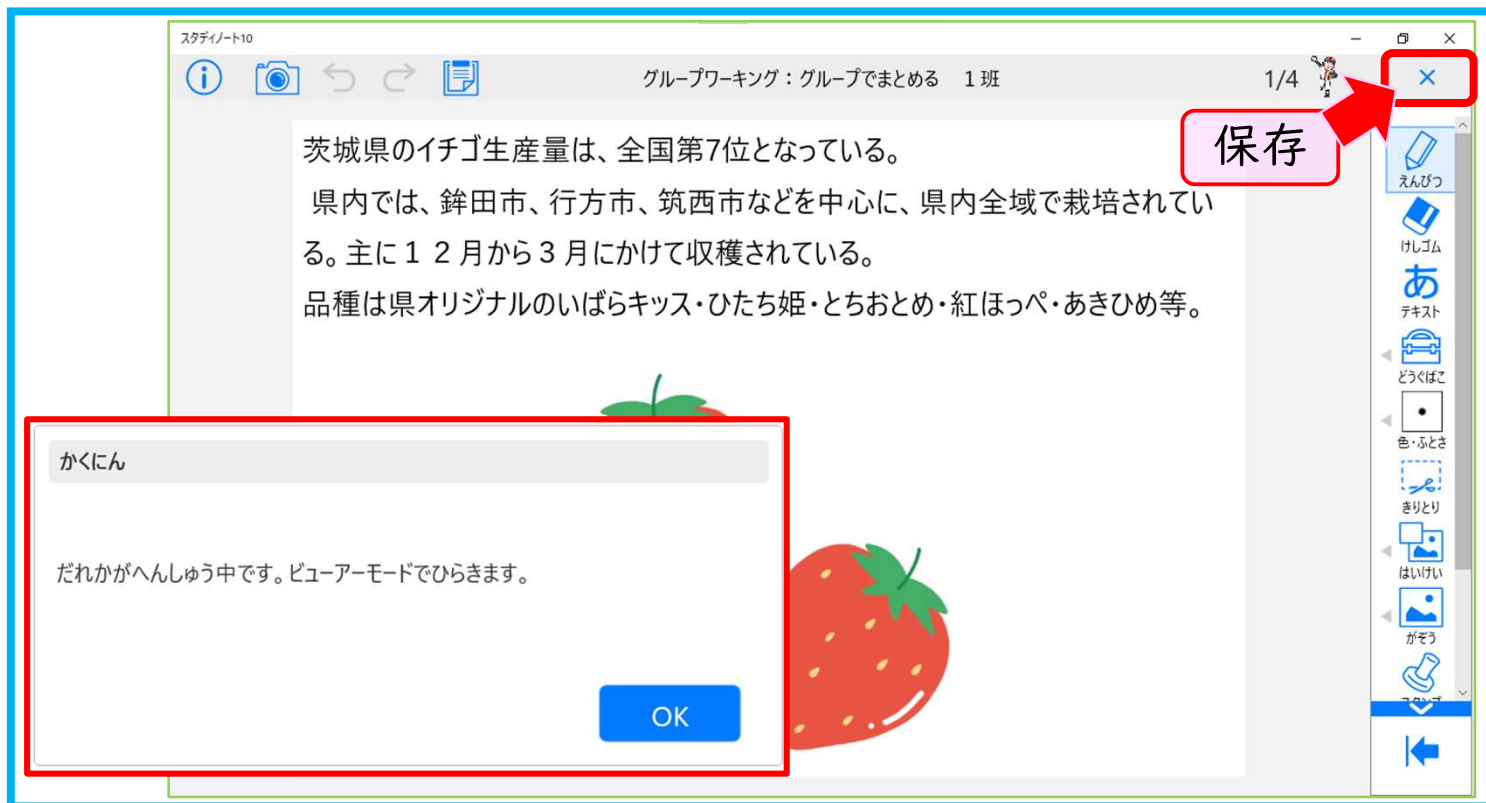 スタディノート10
グループワーキング：グループでまとめる　1班
1/4
保存
茨城県のイチゴ生産量は、全国第7位となっている。
県内では、鉾田市、行方市、筑西市などを中心に、県内全域で栽培されてい
る。主に１２月から３月にかけて収穫されている。
品種は県オリジナルのいばらキッス・ひたち姫・とちおとめ・紅ほっぺ・あきひめ等。
えんぴつ
けしゴム
あ
テキスト
どうぐばこ
色・ふとさ
きりとり
はいけい
がぞう
かくにん
だれかがへんしゅう中です。ビューアーモードでひらきます。
OK